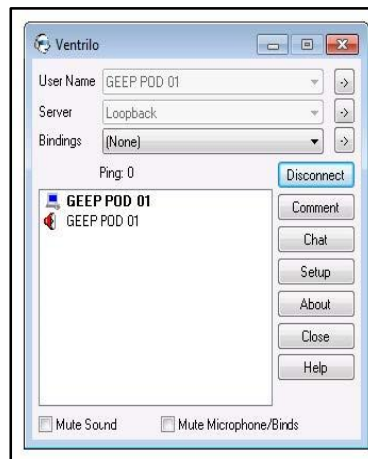 Ventrilo
User Name GEEP POD 01 ->
Server Loopback ->
Bindings (None) ->
Ping: 0
Disconnect
GEEP POD 01
Comment
GEEP POD 01
Chat
Setup
About
Close
Help
Mute Sound Mute Microphone/Binds